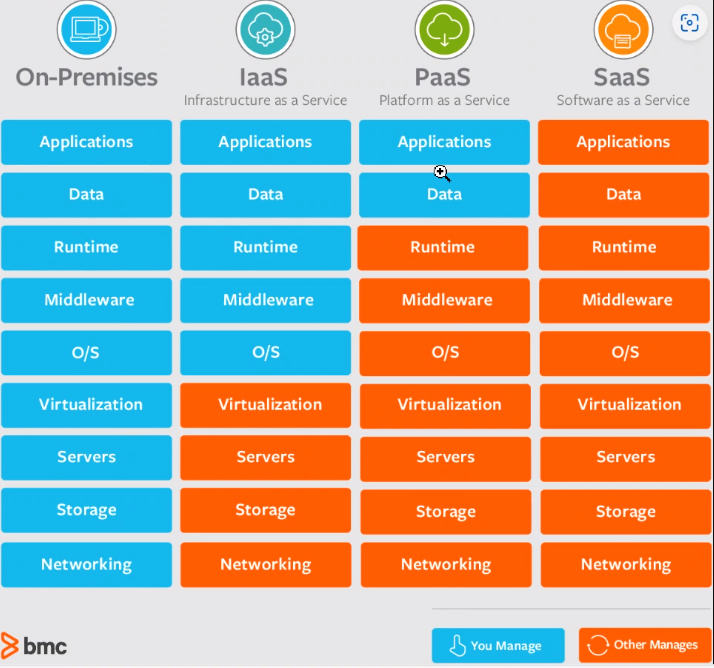 On-Premises IaaS PaaS SaaS
Infrastructure as a Service Platform as a Service Software as a Service
Applications Applications Applications Applications
Data Data Data Data
Runtime Runtime Runtime Runtime
Middleware Middleware Middleware Middleware
O/S O/S O/S O/S
Virtualization Virtualization Virtualization Virtualization
Servers Servers Servers Servers
Storage Storage Storage Storage
Networking Networking Networking Networking
bmc You Manage Other Manages